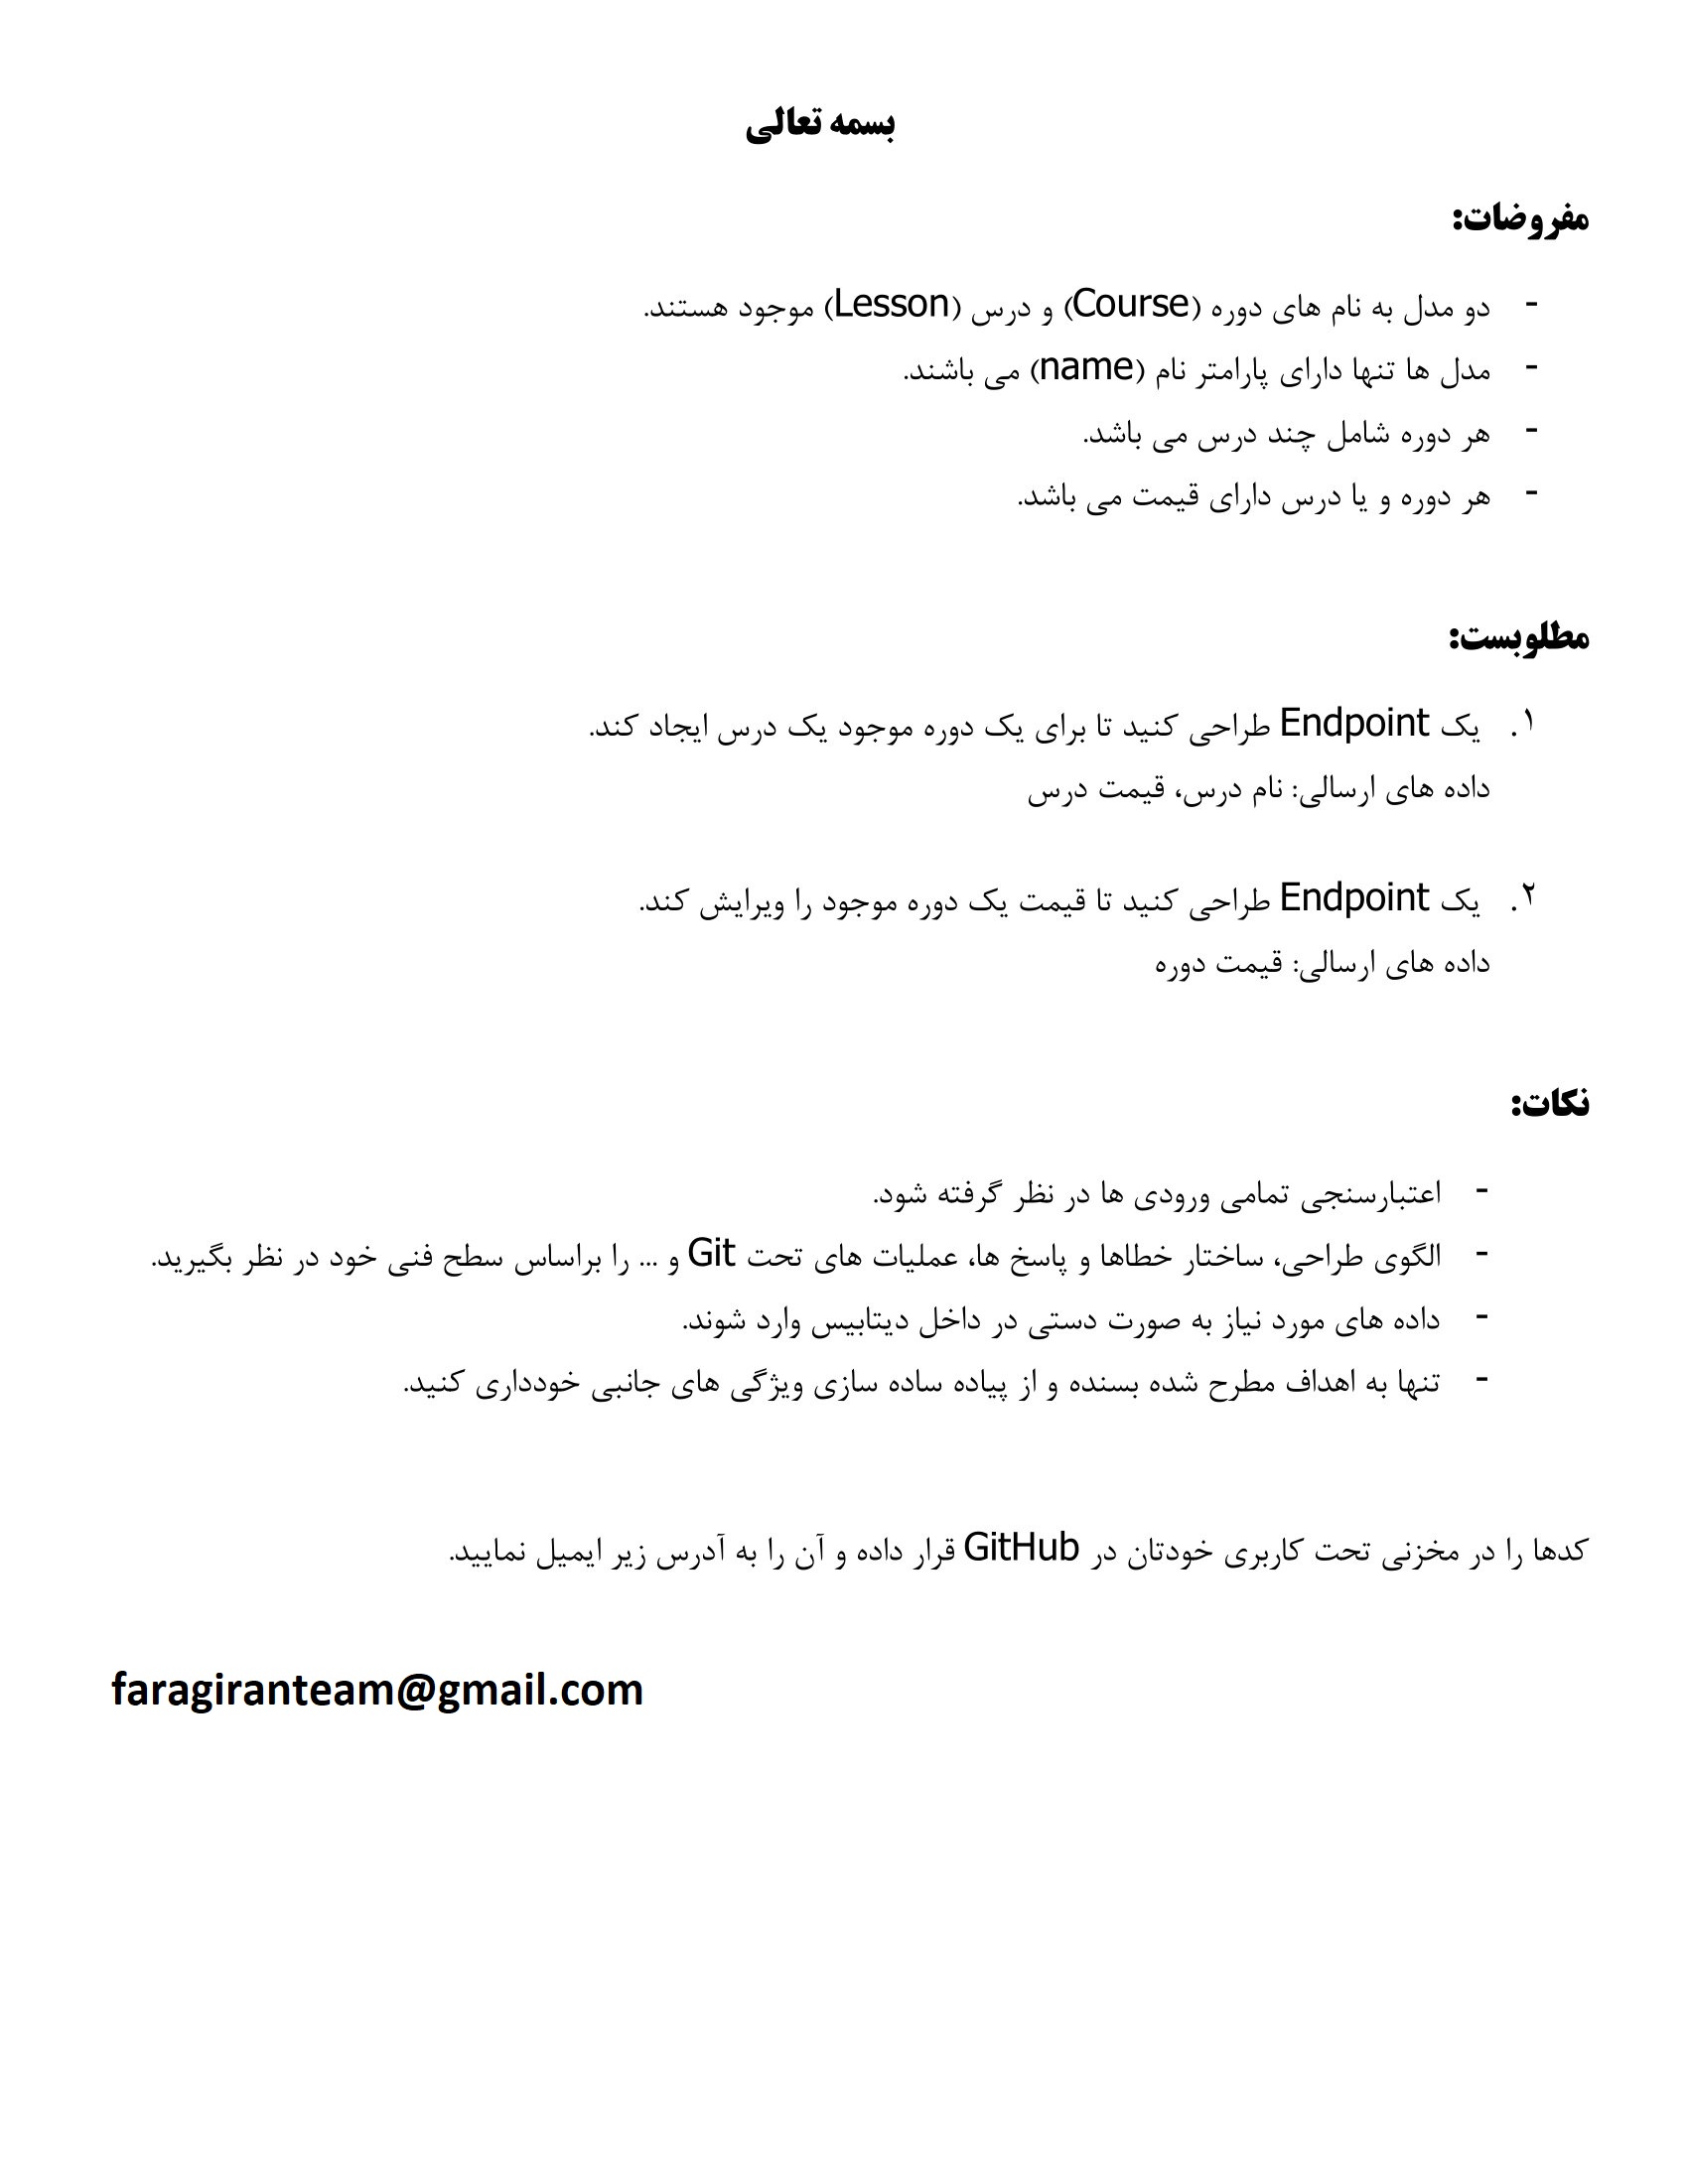 بسمه تعالی
مفروضات:
- دو مدل به نام های دوره (Course) و درس (Lesson) موجود هستند.
- مدل ها تنها دارای پارامتر نام (name) می باشند.
- هر دوره شامل چند درس می باشد.
- هر دوره و یا درس دارای قیمت می باشد.
مطلوبست:
۱. یک Endpoint طراحی کنید تا برای یک دوره موجود یک درس ایجاد کند.
داده های ارسالی: نام درس، قیمت درس
۲. یک Endpoint طراحی کنید تا قیمت یک دوره موجود را ویرایش کند.
داده های ارسالی: قیمت دوره
نکات:
- اعتبارسنجی تمامی ورودی ها در نظر گرفته شود.
- الگوی طراحی، ساختار خطاها و پاسخ ها، عملیات های تحت Git و ... را براساس سطح فنی خود در نظر بگیرید.
- داده های مورد نیاز به صورت دستی در داخل دیتابیس وارد شوند.
- تنها به اهداف مطرح شده بسنده و از پیاده ساده سازی ویژگی های جانبی خودداری کنید.
کدها را در مخزنی تحت کاربری خودتان در GitHub قرار داده و آن را به آدرس زیر ایمیل نمایید.
faragiranteam@gmail.com